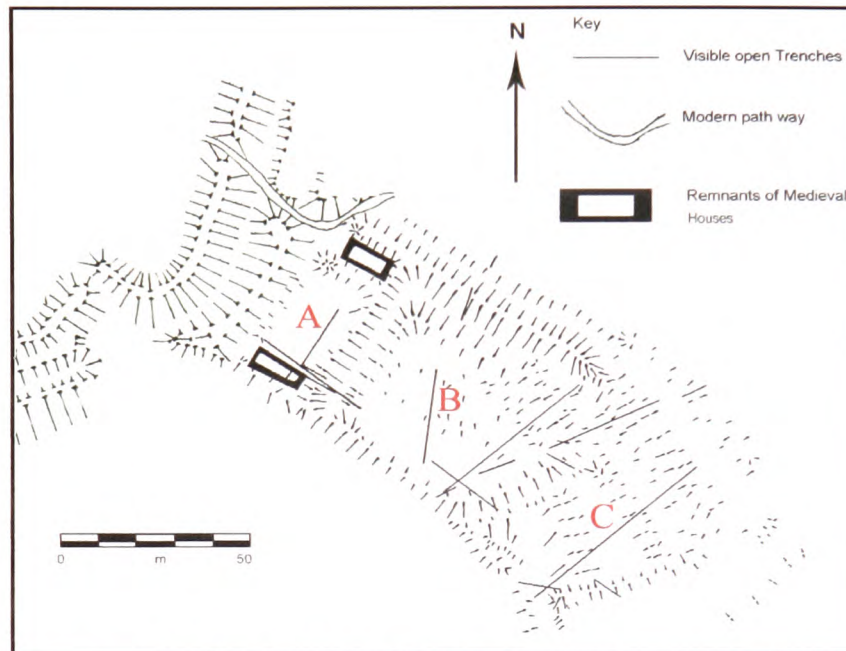 N
Key
Visible open Trenches
Modern path way
Remnants of Medieval
Houses
A
B
C
0 m 50